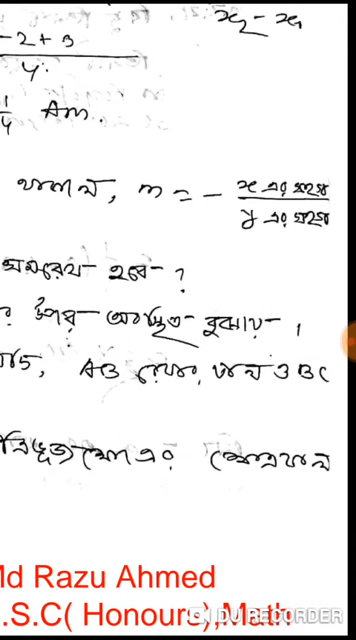 x₂ - x₁
-2+3
4
1
4 Ans.
ঢাল, m = - x এর সহগ
y এর সহগ
সমরেখ হবে- ?
র উপর অবস্থিত বুঝায়।
AB রেখার ঢাল ও BC
ত্রিভুজক্ষেত্র এর ক্ষেত্রফল
Md Razu Ahmed
.S.C( Honours),Math
DU RECORDER